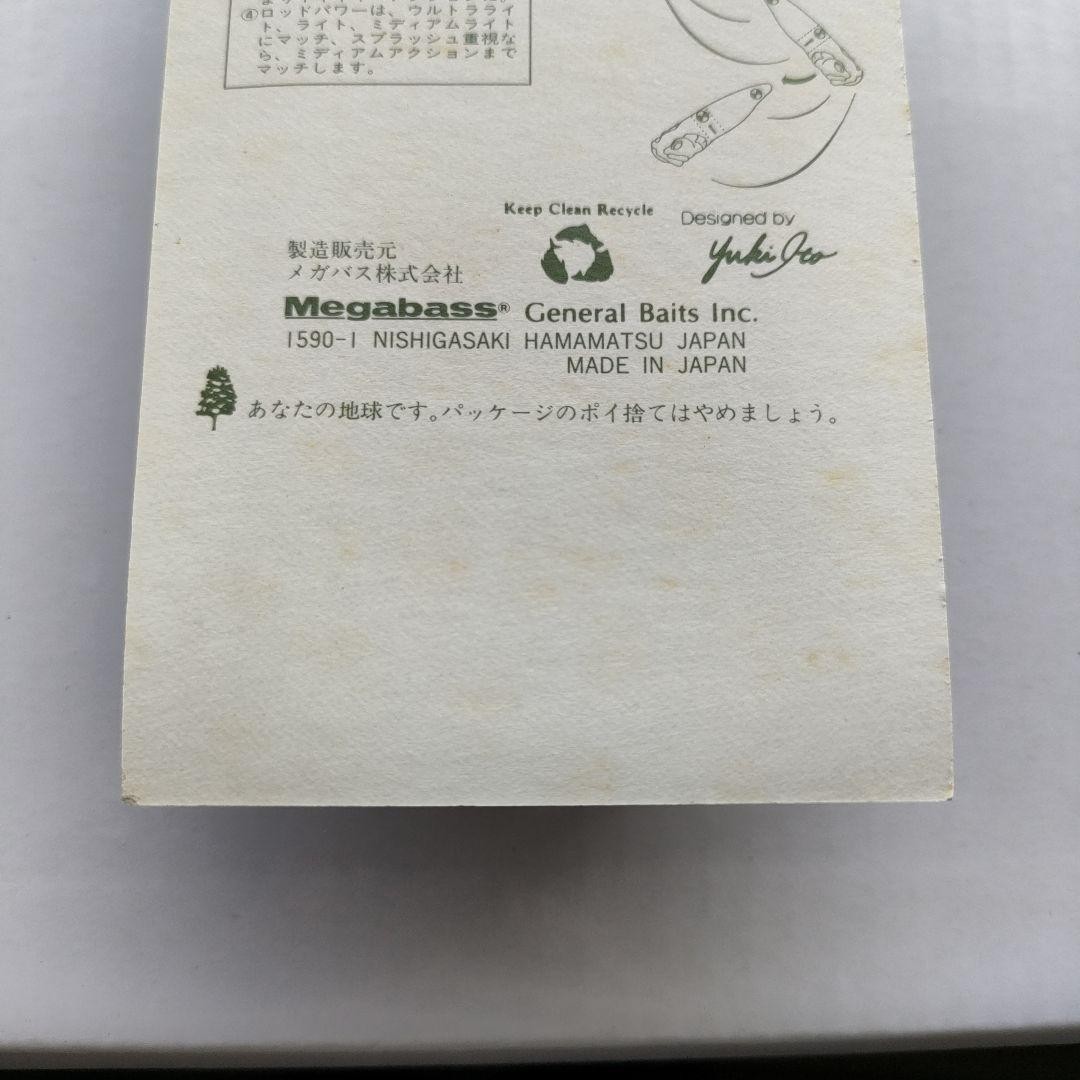 ④ロッドパワーは、ウルトラライ
ト、ライト、ミディアムライト
にマッチ、スプラッシュ重視な
ら、ミディアムアクションまで
マッチします。
Keep Clean Recycle
Designed by
Yuki Ito
製造販売元
メガバス株式会社
Megabass® General Baits Inc.
1590-1 NISHIGASAKI HAMAMATSU JAPAN
MADE IN JAPAN
あなたの地球です。パッケージのポイ捨てはやめましょう。